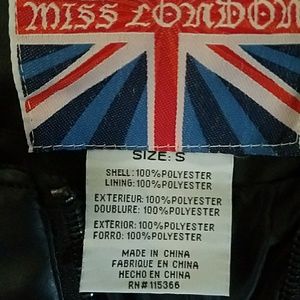 MISS LONDON
SIZE: S
SHELL: 100%POLYESTER
LINING: 100%POLYESTER
EXTERIEUR: 100%POLYESTER
DOUBLURE: 100%POLYESTER
EXTERIOR: 100%POLYESTER
FORRO: 100%POLYESTER
MADE IN CHINA
FABRIQUE EN CHINA
HECHO EN CHINA
RN#115366